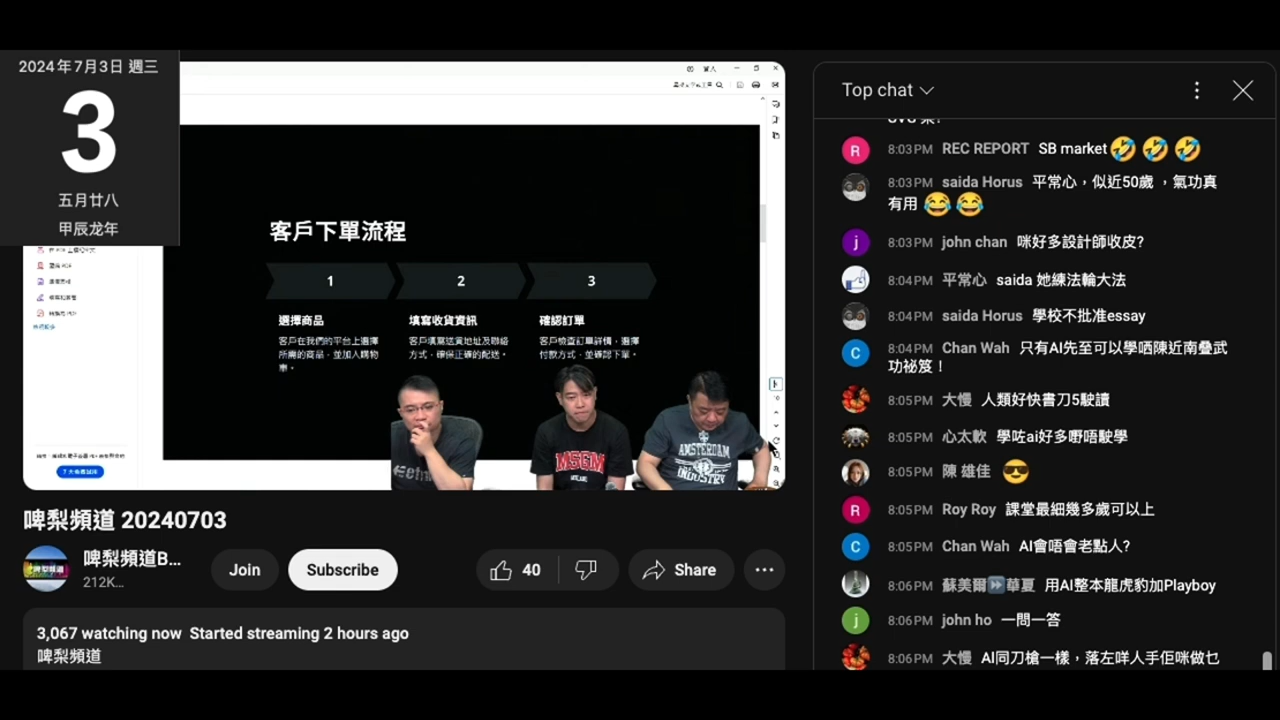 2024年7月3日 週三
3
五月廿八
甲辰龙年
客戶下單流程
1
2
3
選擇商品
填寫收貨資訊
確認訂單
客戶在我們的平台上選擇
所需的商品，並加入購物
車。
客戶填寫送貨地址及聯絡
方式，確保正確的配送。
客戶檢查訂單詳情，選擇
付款方式，並確認下單。
AMSTERDAM
INDUSTRY
MSGM
啤梨頻道 20240703
啤梨頻道B...
212K...
Join
Subscribe
40
Share
3,067 watching now Started streaming 2 hours ago
啤梨頻道
Top chat
8:03PM REC REPORT SB market🤣🤣🤣
8:03PM saida Horus 平常心，似近50歲 ，氣功真
有用 😂😂
8:03PM john chan 咪好多設計師收皮?
8:04PM 平常心 saida 她練法輪大法
8:04PM saida Horus 學校不批准essay
8:04PM Chan Wah 只有AI先至可以學哂陳近南疊武
功祕笈！
8:05PM 大慢 人類好快書刀5駛讀
8:05PM 心太軟 學咗ai好多嘢唔駛學
8:05PM 陳 雄佳 😎
8:05PM Roy Roy 課堂最細幾多歲可以上
8:05PM Chan Wah AI會唔會老點人?
8:06PM 蘇美爾⏩華夏 用AI整本龍虎豹加Playboy
8:06PM john ho 一問一答
8:06PM 大慢 AI同刀槍一樣，落左咩人手佢咪做乜